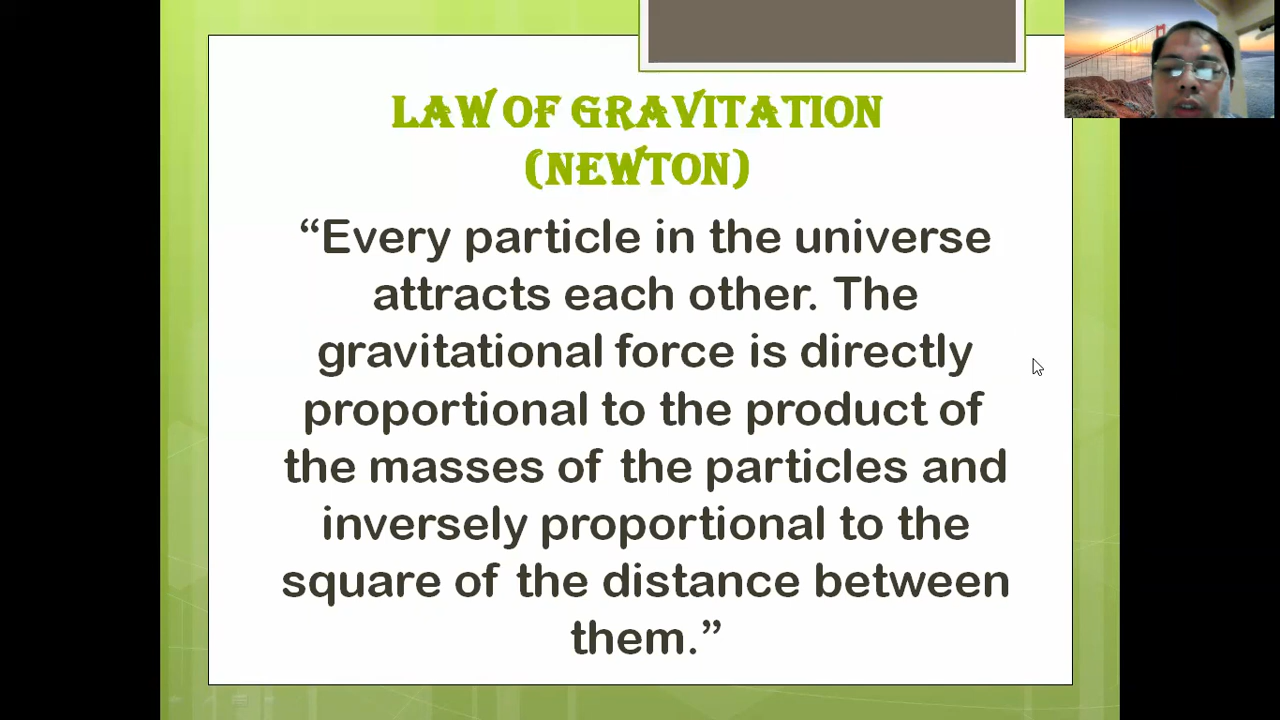 LAW OF GRAVITATION
(NEWTON)
“Every particle in the universe
attracts each other. The
gravitational force is directly
proportional to the product of
the masses of the particles and
inversely proportional to the
square of the distance between
them.”